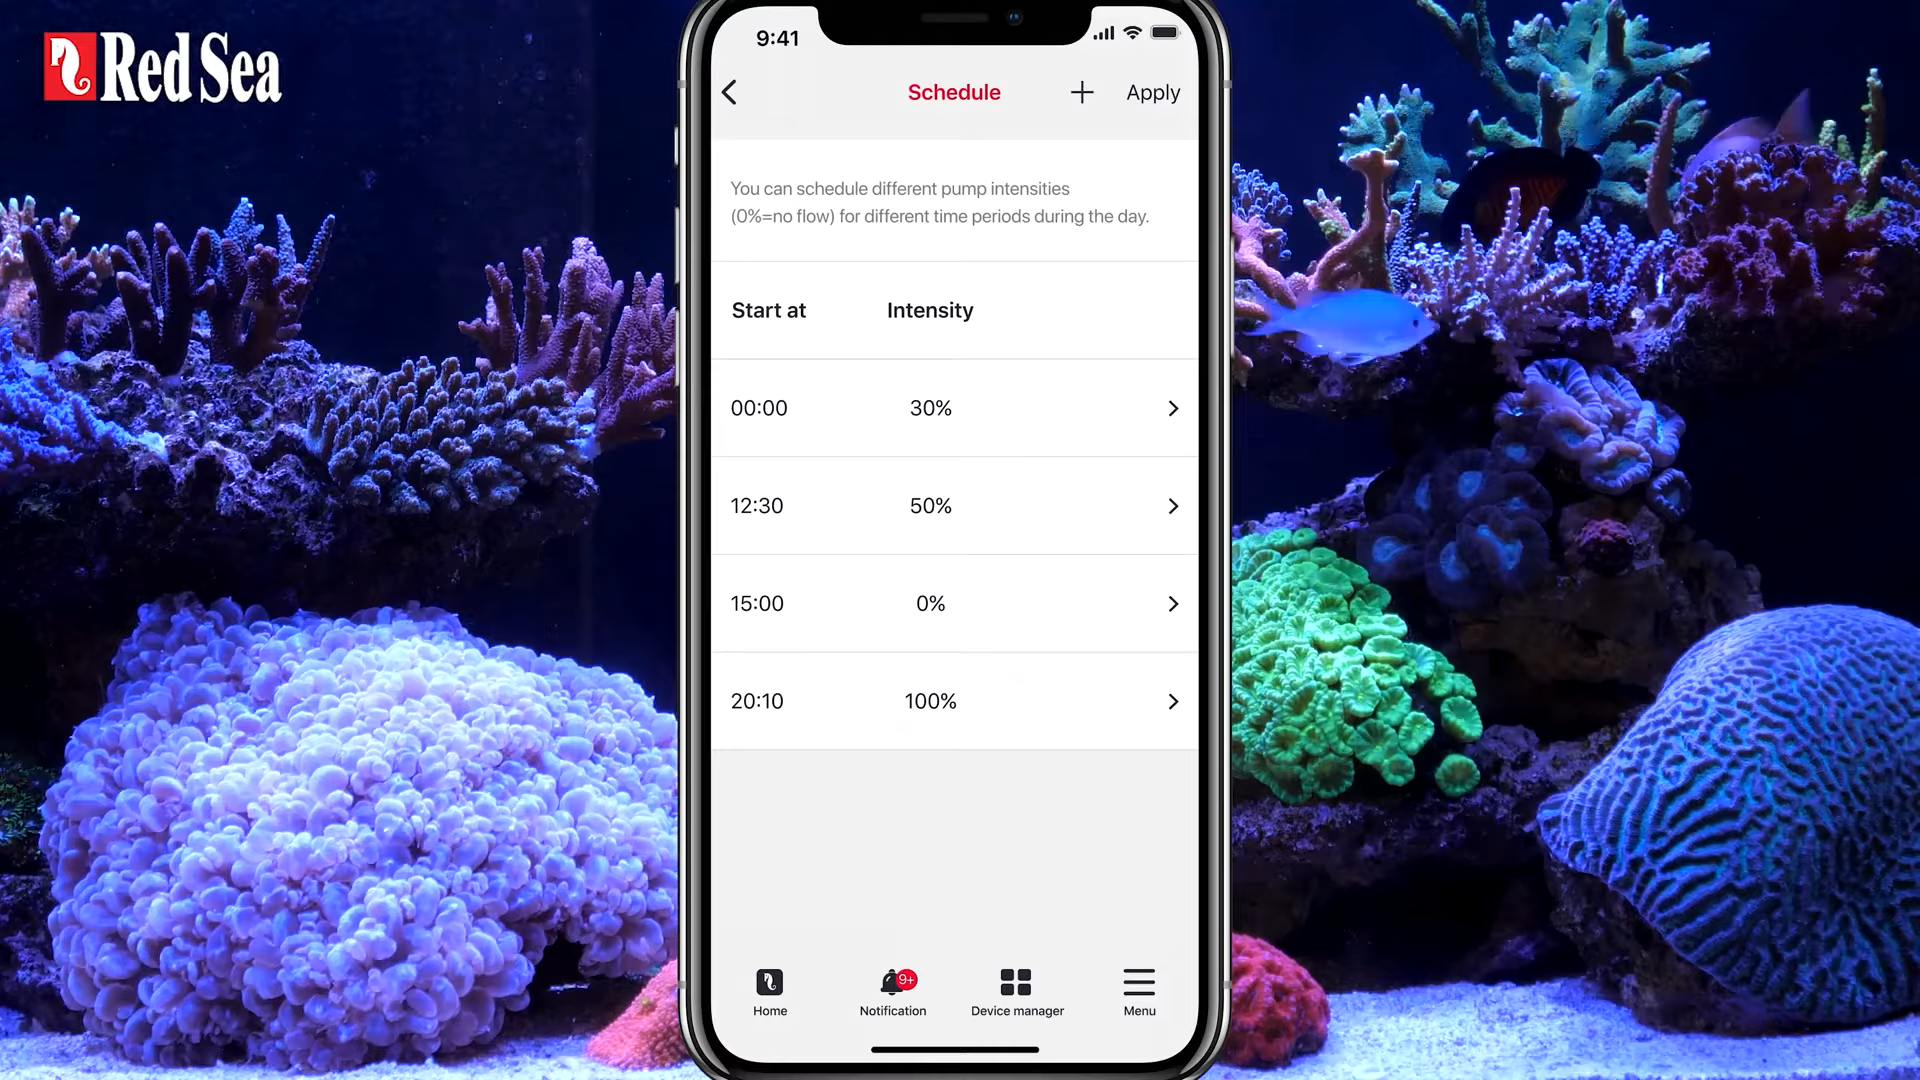 Red Sea
9:41
Schedule
Apply
You can schedule different pump intensities
(0%=no flow) for different time periods during the day.
Start at Intensity
00:00 30%
12:30 50%
15:00 0%
20:10 100%
9+
Home Notification Device manager Menu